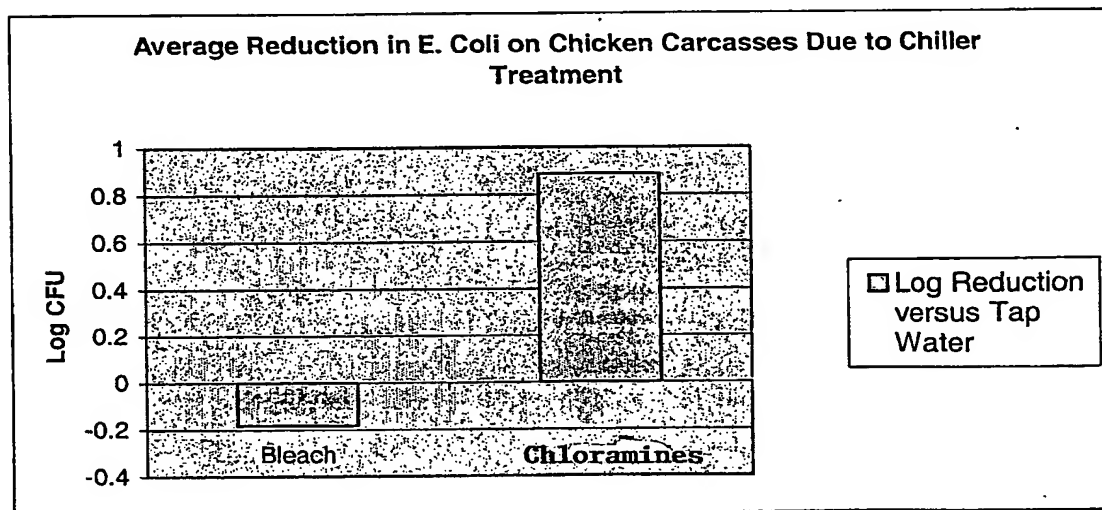 Average Reduction in E. Coli on Chicken Carcasses Due to Chiller
Treatment
1
0.8
0.6
0.4
0.2
0
-0.2
-0.4
Log CFU
Bleach
Chloramines
Log Reduction
versus Tap
Water